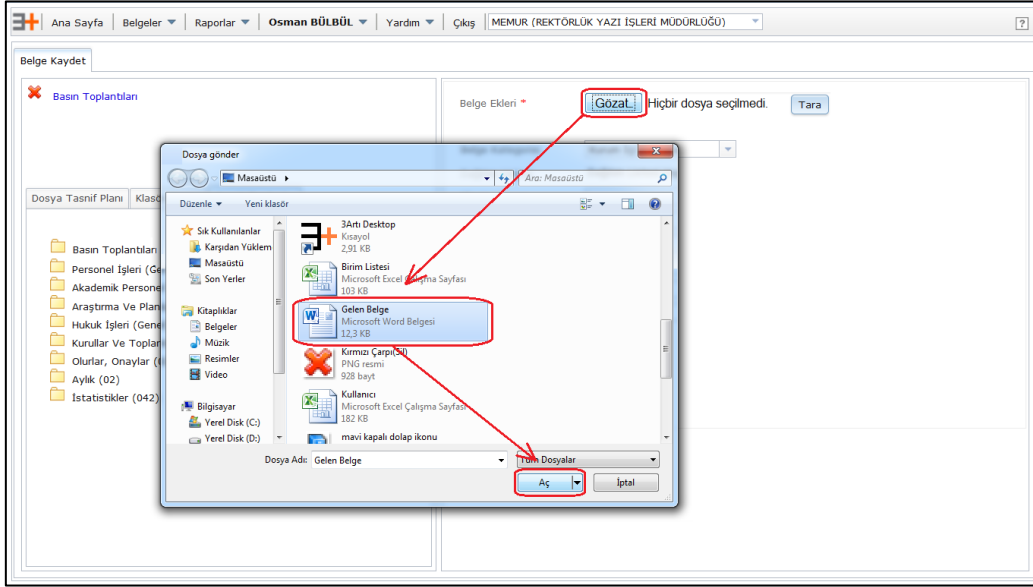 Ana Sayfa Belgeler Raporlar Osman BÜLBÜL Yardım Çıkış MEMUR (REKTÖRLÜK YAZI İŞLERİ MÜDÜRLÜĞÜ) ?
Belge Kaydet
Basın Toplantıları
Belge Ekleri * Gözat.. Hiçbir dosya seçilmedi. Tara
Dosya gönder
Masaüstü
Ara: Masaüstü
Dosya Tasnif Planı
Düzenle Yeni klasör
Basın Toplantıları
Personel İşleri
Akademik
Araştırma Ve
Hukuk İşleri
Kurullar Ve
Olurlar, Onaylar
Aylık (02)
İstatistikler (042)
Sık Kullanılanlar
Karşıdan Yüklem
Masaüstü
Son Yerler
Kitaplıklar
Belgeler
Müzik
Resimler
Video
Bilgisayar
Yerel Disk (C:)
Yerel Disk (D:)
3Artı Desktop
Kısayol
2,91 KB
Birim Listesi
Microsoft Excel Çalışma Sayfası
103 KB
Gelen Belge
Microsoft Word Belgesi
12,3 KB
Kırmızı Çarpı(Sil)
PNG resmi
928 bayt
Kullanıcı
Microsoft Excel Çalışma Sayfası
182 KB
mavi kapalı dolap ikonu
Dosya Adı: Gelen Belge Tüm Dosyalar
Aç İptal